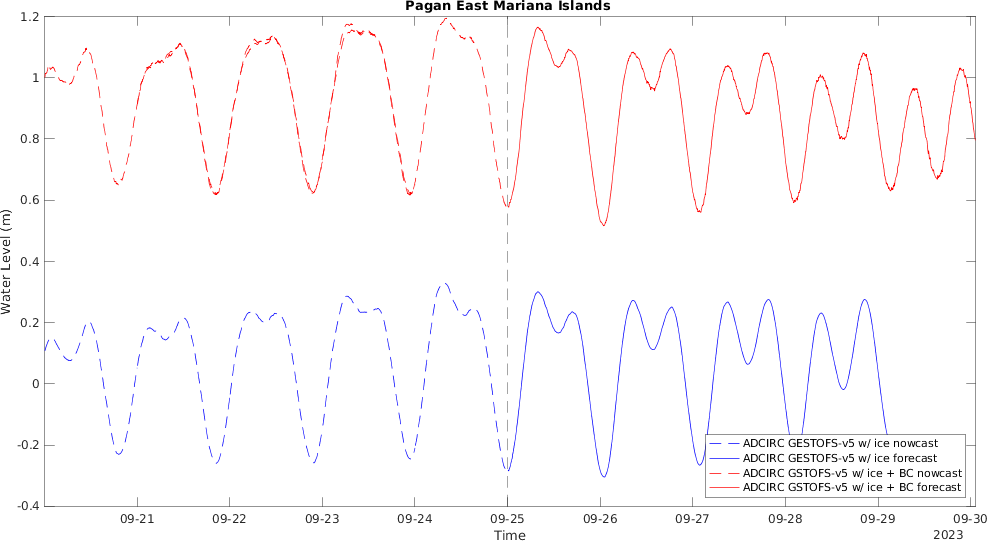 Pagan East Mariana Islands
1.2
1
0.8
0.6
0.4
0.2
0
-0.2
-0.4
Water Level (m)
ADCIRC GESTOFS-v5 w/ ice nowcast
ADCIRC GESTOFS-v5 w/ ice forecast
ADCIRC GSTOFS-v5 w/ ice + BC nowcast
ADCIRC GSTOFS-v5 w/ ice + BC forecast
09-21 09-22 09-23 09-24 09-25 09-26 09-27 09-28 09-29 09-30
Time
2023